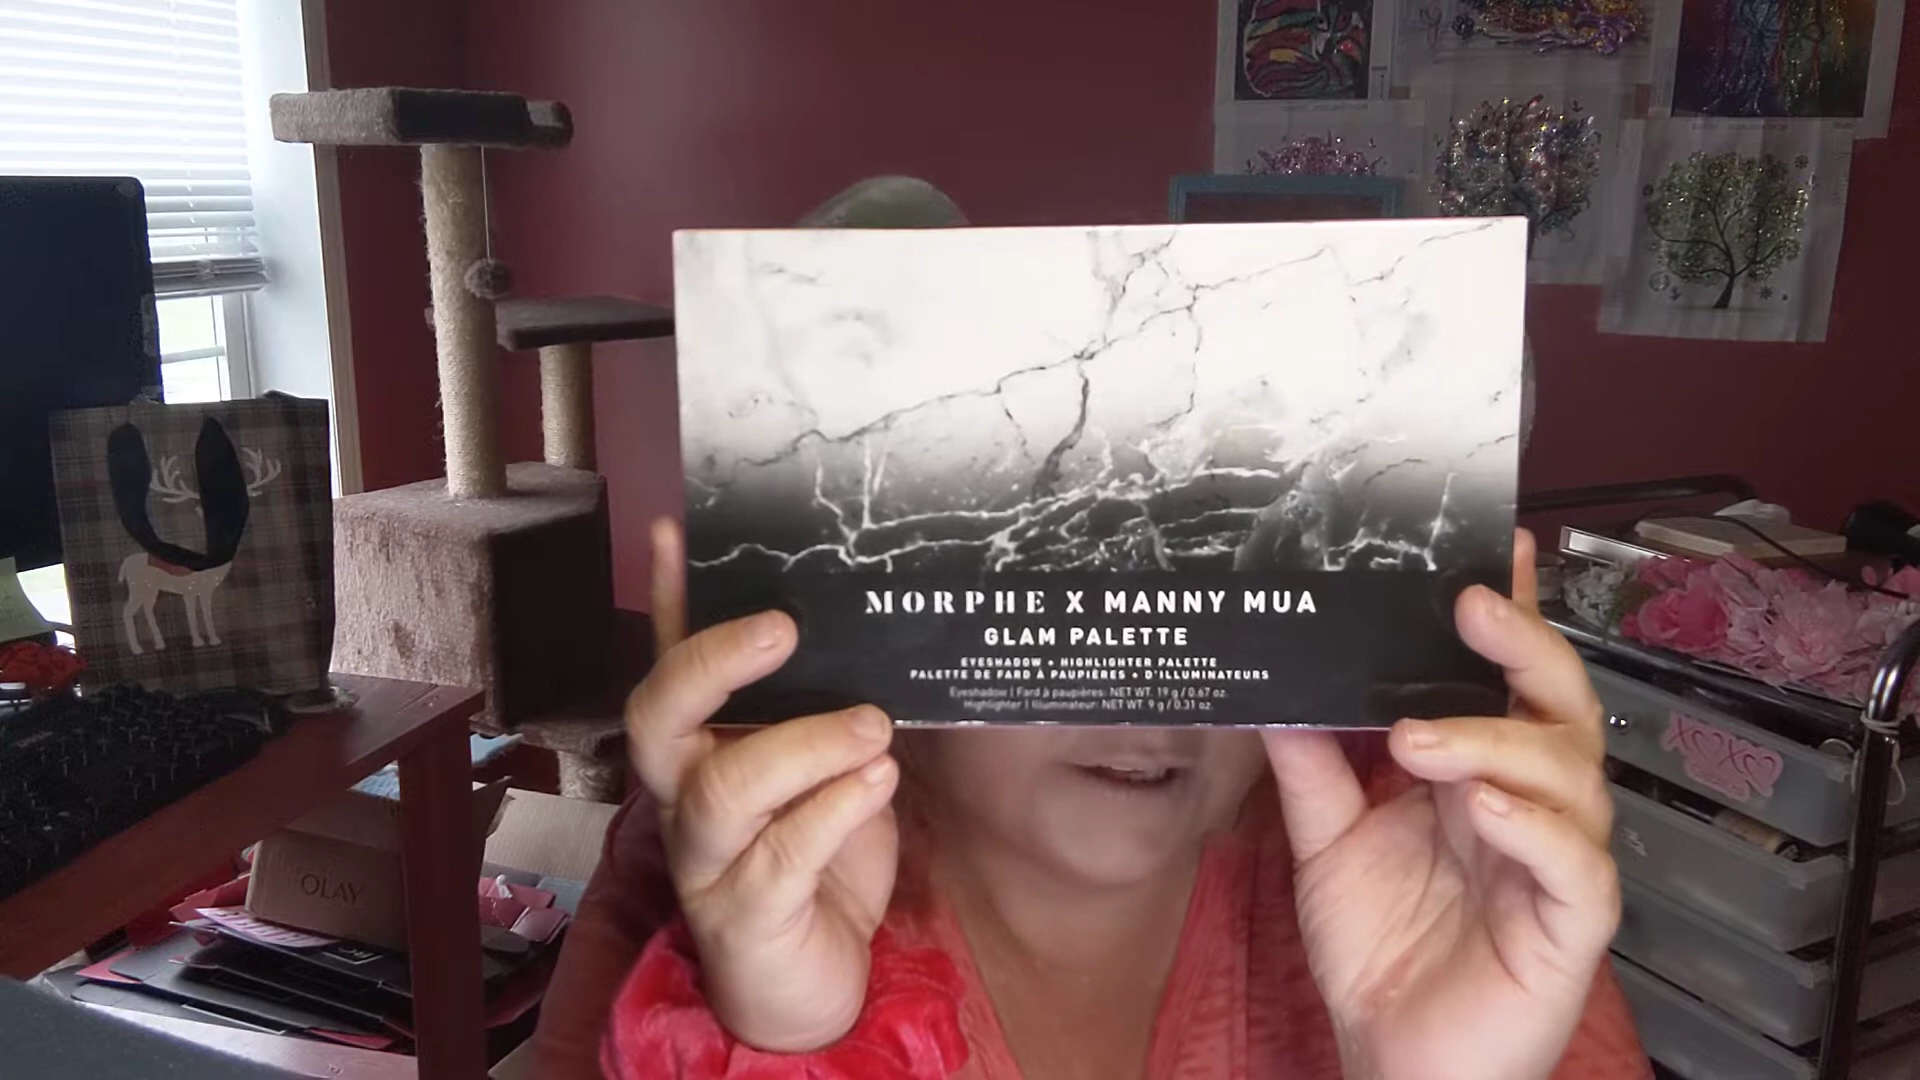 MORPHE X MANNY MUA
GLAM PALETTE
EYESHADOW + HIGHLIGHTER PALETTE
PALETTE DE FARD À PAUPIÈRES + D'ILLUMINATEURS
Eyeshadow | Fard à paupières: NET WT. 19 g / 0.67 oz.
Highlighter | Illuminateur: NET WT. 9 g / 0.31 oz.
OLAY
XOXO